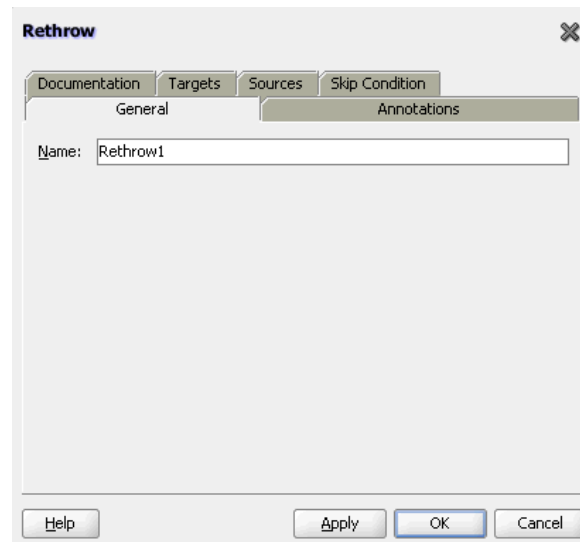 Rethrow
Documentation Targets Sources Skip Condition
General Annotations
Name: Rethrow1
Help Apply OK Cancel